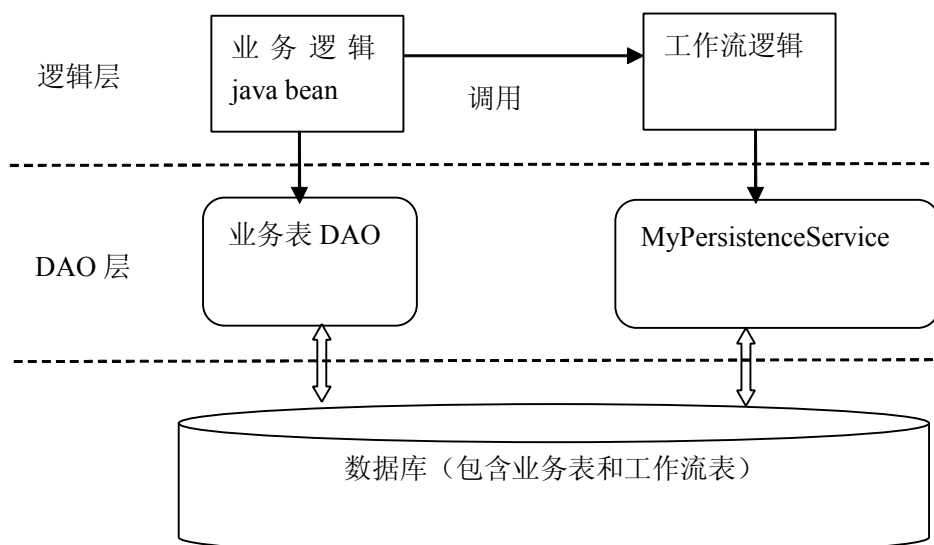 业 务 逻 辑
java bean
工作流逻辑
逻辑层
调用
业务表 DAO
MyPersistenceService
DAO 层
数据库（包含业务表和工作流表）